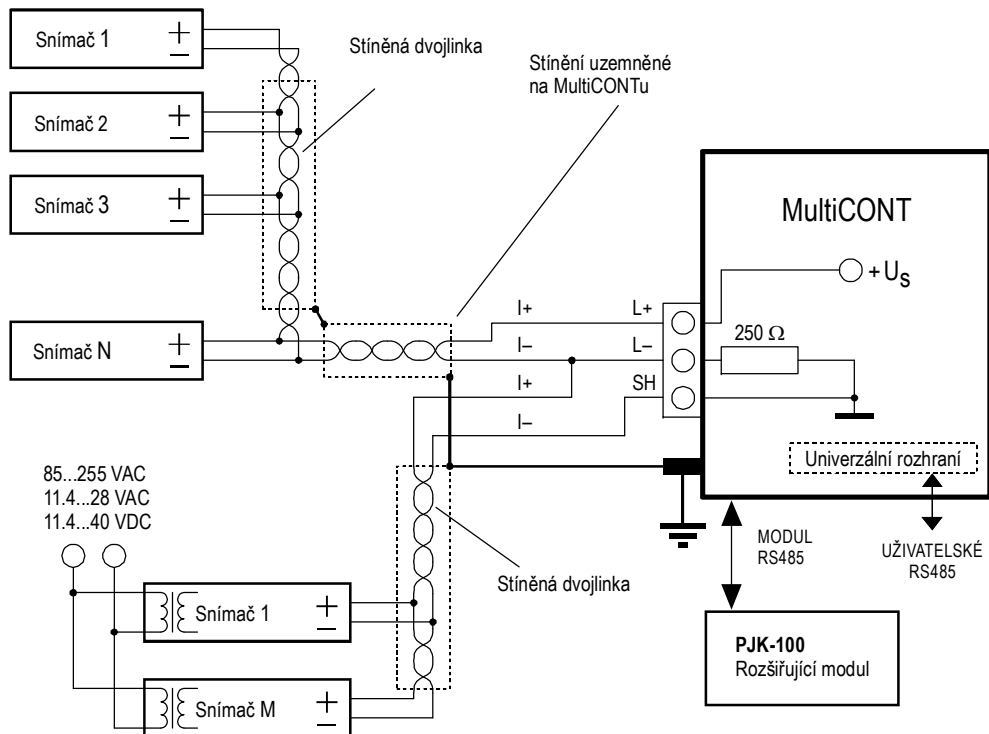 Snímač 1
+
–
Stíněná dvojlinka
Stínění uzemněné
na MultiCONTu
Snímač 2
+
–
Snímač 3
+
–
MultiCONT
+ US
Snímač N
+
–
I+
L+
I–
L–
250 Ω
I+
SH
I–
Univerzální rozhraní
85...255 VAC
11.4...28 VAC
11.4...40 VDC
MODUL
RS485
UŽIVATELSKÉ
RS485
Stíněná dvojlinka
Snímač 1
+
–
PJK-100
Rozšiřující modul
Snímač M
+
–